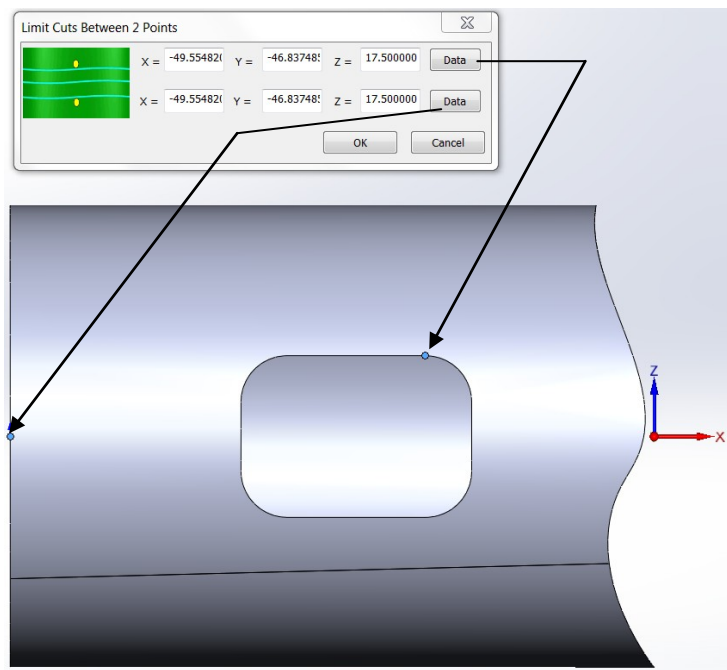 Limit Cuts Between 2 Points
X = -49.55482( Y = -46.83748! Z = 17.500000 Data
X = -49.55482( Y = -46.83748! Z = 17.500000 Data
OK Cancel
Z
X